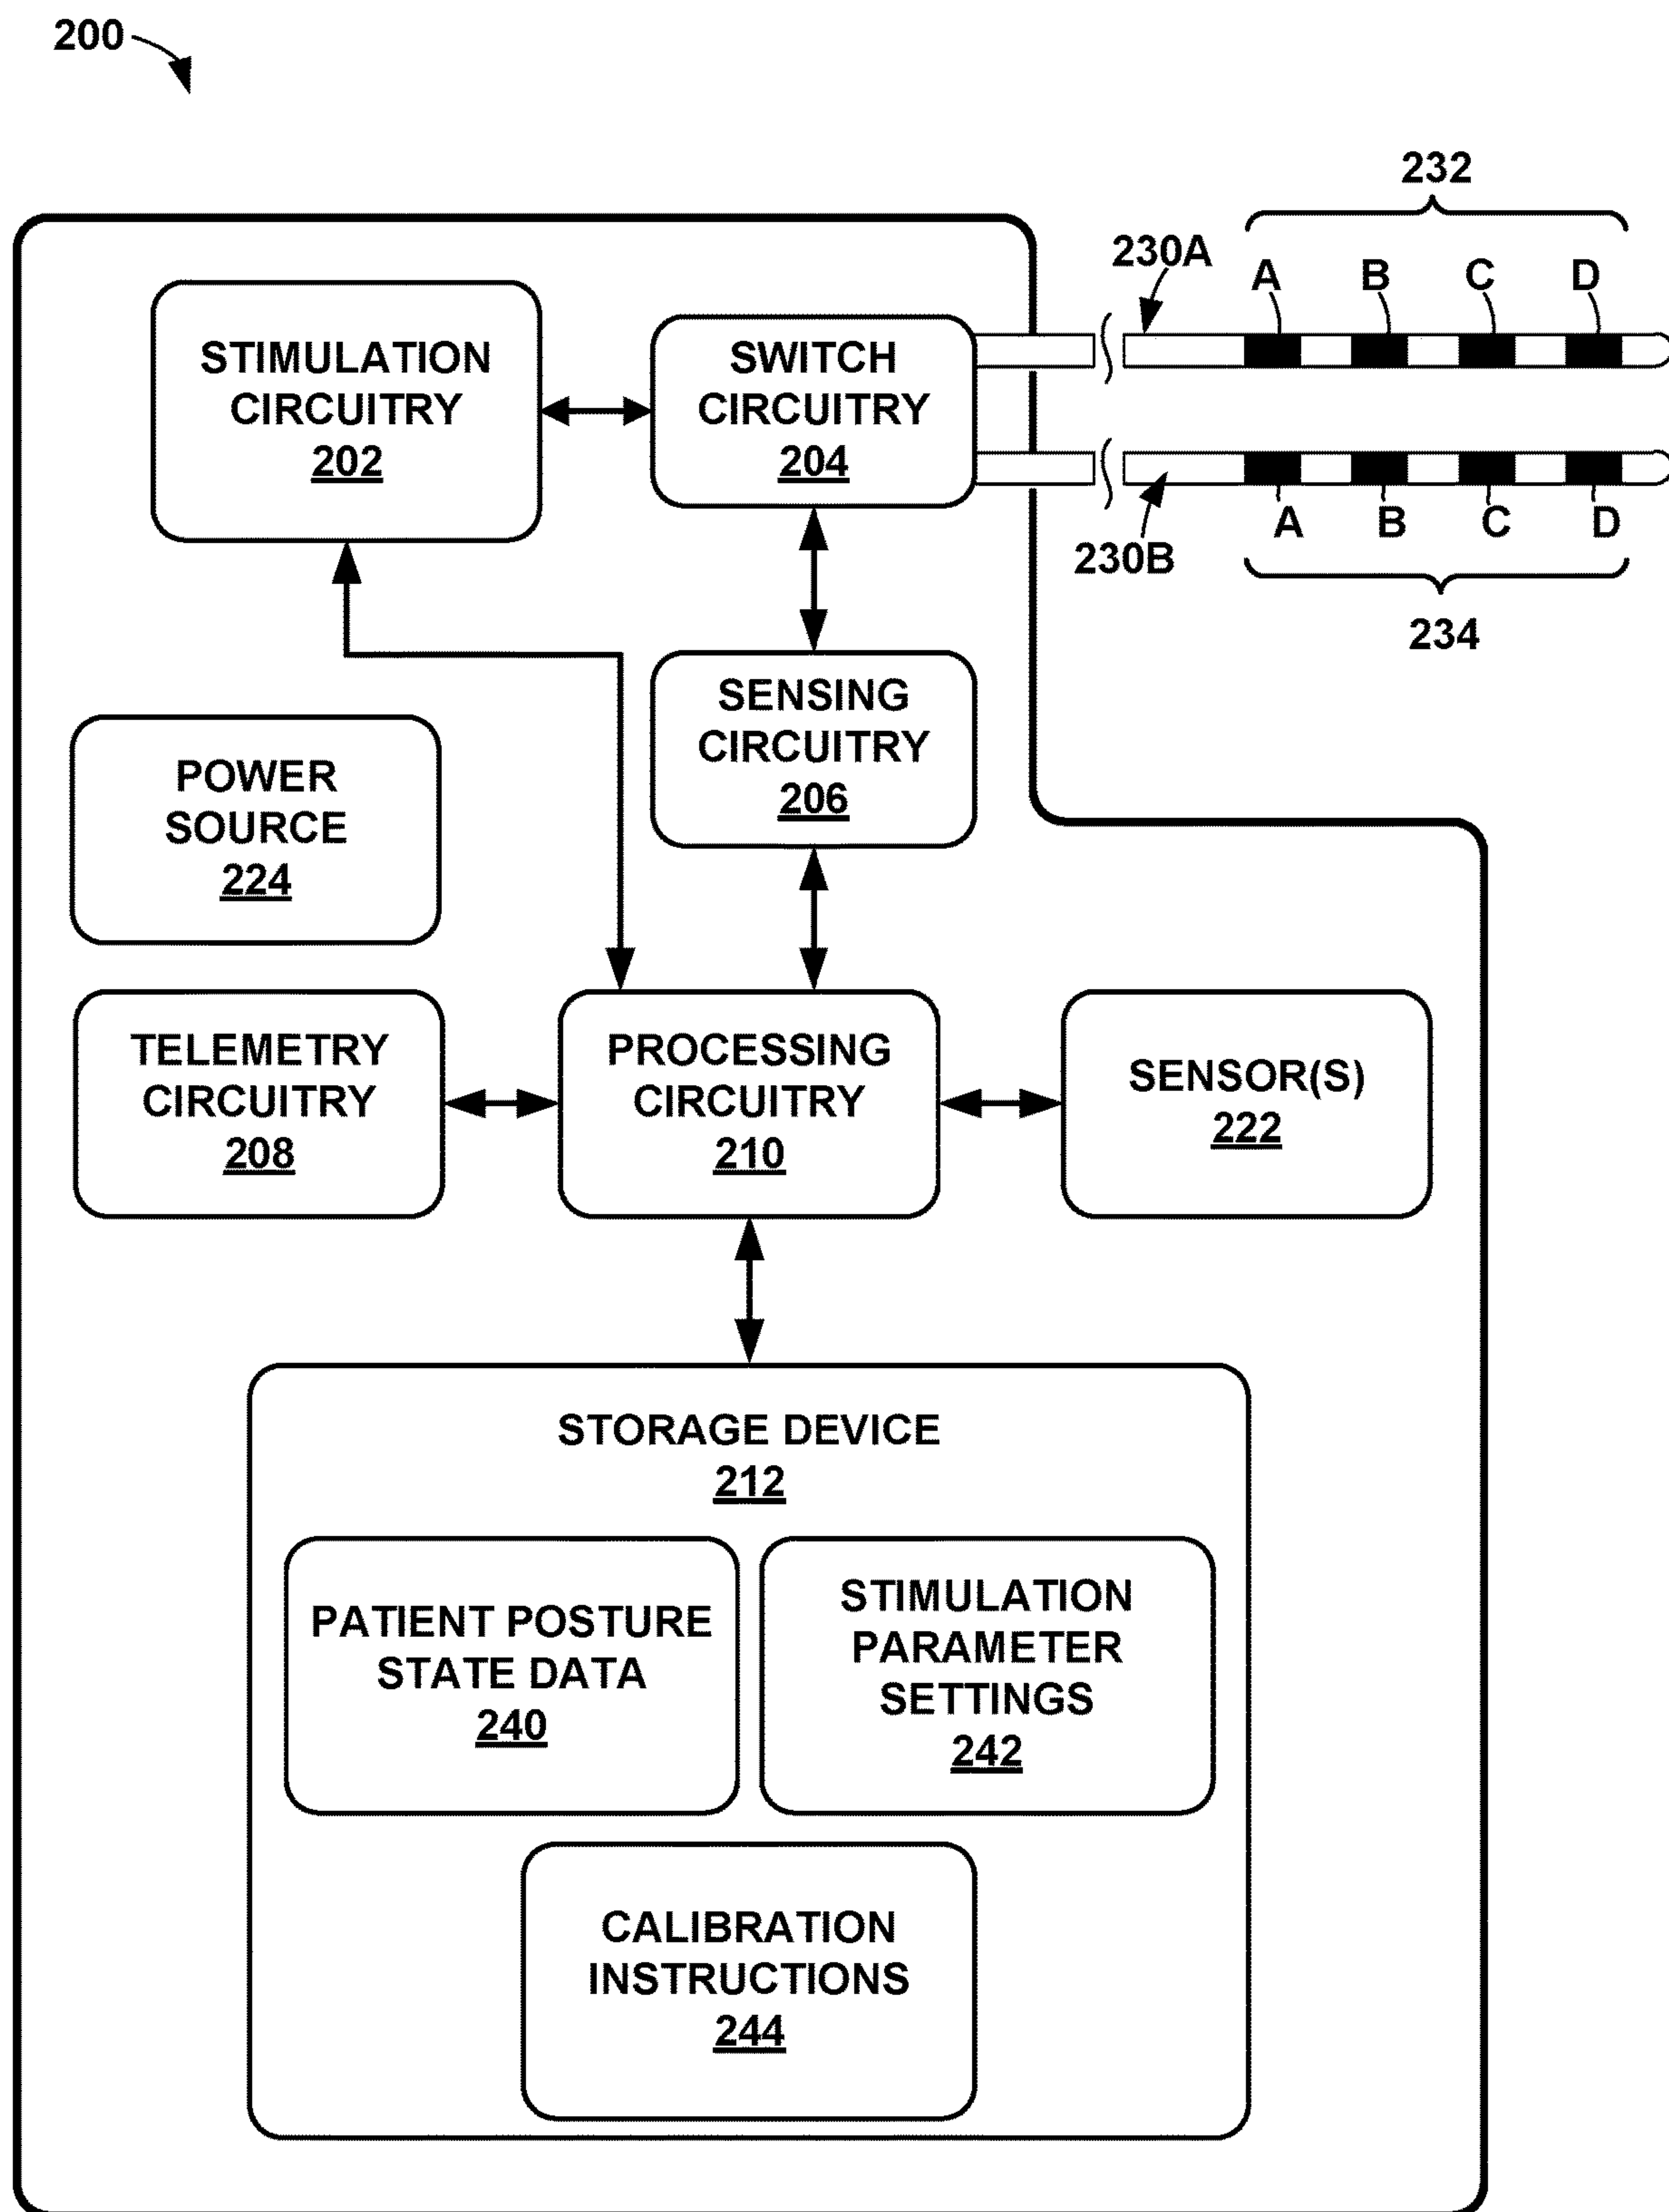 200
232
230A
A B C D
STIMULATION
CIRCUITRY
202
SWITCH
CIRCUITRY
204
A B C D
230B
234
SENSING
CIRCUITRY
206
POWER
SOURCE
224
TELEMETRY
CIRCUITRY
208
PROCESSING
CIRCUITRY
210
SENSOR(S)
222
STORAGE DEVICE
212
PATIENT POSTURE
STATE DATA
240
STIMULATION
PARAMETER
SETTINGS
242
CALIBRATION
INSTRUCTIONS
244